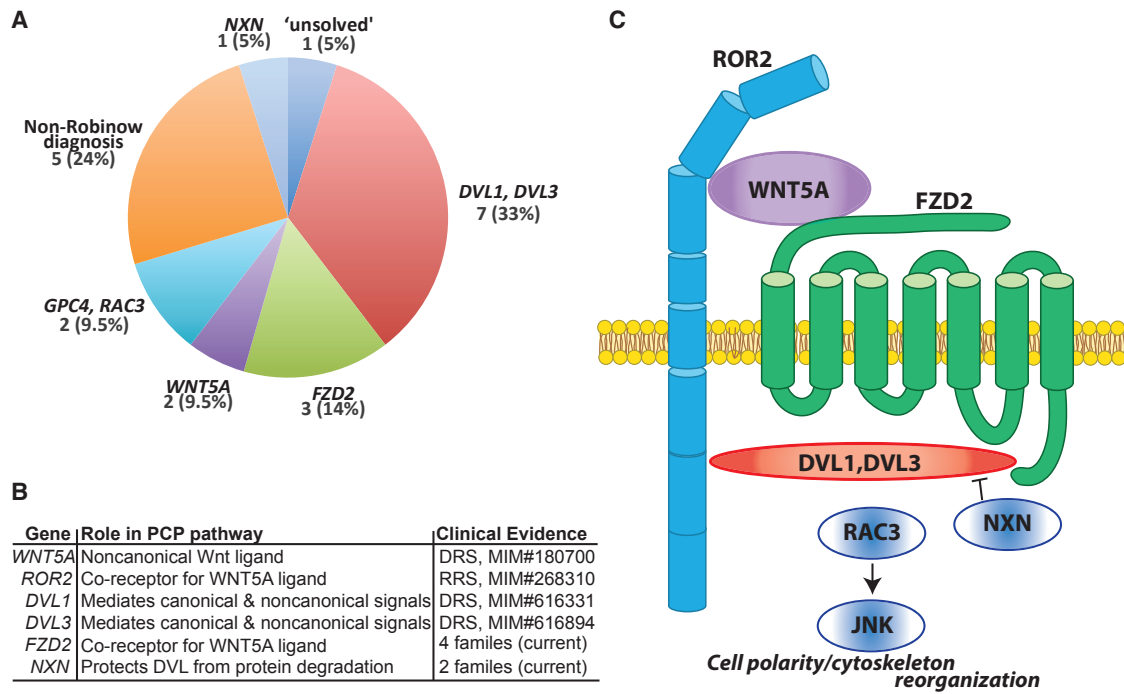 A
NXN
1 (5%)
‘unsolved'
1 (5%)
DVL1, DVL3
7 (33%)
FZD2
3 (14%)
WNT5A
2 (9.5%)
GPC4, RAC3
2 (9.5%)
Non-Robinow
diagnosis
5 (24%)
B
Gene Role in PCP pathway Clinical Evidence
WNT5A Noncanonical Wnt ligand DRS, MIM#180700
ROR2 Co-receptor for WNT5A ligand RRS, MIM#268310
DVL1 Mediates canonical & noncanonical signals DRS, MIM#616331
DVL3 Mediates canonical & noncanonical signals DRS, MIM#616894
FZD2 Co-receptor for WNT5A ligand 4 familes (current)
NXN Protects DVL from protein degradation 2 familes (current)
C
ROR2
WNT5A
FZD2
DVL1,DVL3
RAC3
NXN
JNK
Cell polarity/cytoskeleton
reorganization